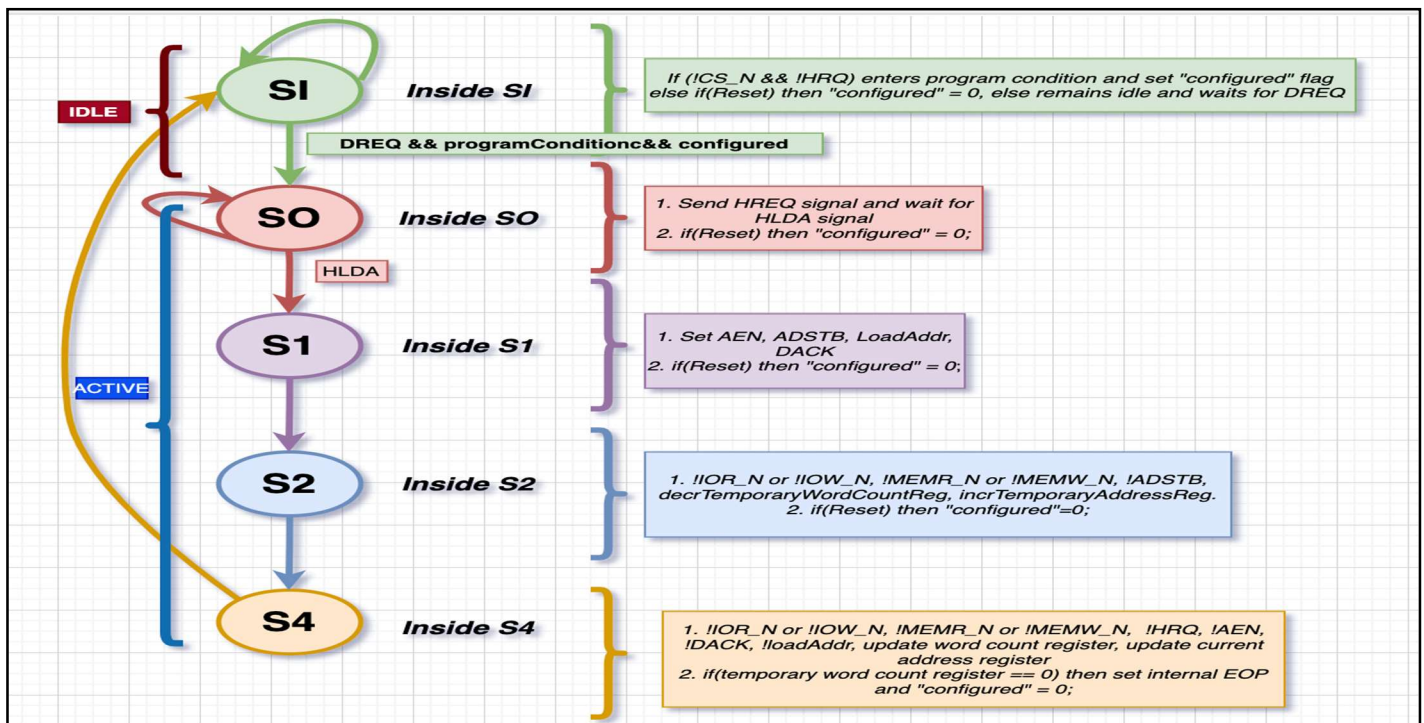 SI
Inside SI
If (!CS_N && !HRQ) enters program condition and set "configured" flag
else if(Reset) then "configured" = 0, else remains idle and waits for DREQ
IDLE
DREQ && programConditionc&& configured
SO
Inside SO
1. Send HREQ signal and wait for
HLDA signal
2. if(Reset) then "configured" = 0;
HLDA
S1
Inside S1
1. Set AEN, ADSTB, LoadAddr,
DACK
2. if(Reset) then "configured" = 0;
ACTIVE
S2
Inside S2
1. !IOR_N or !IOW_N, !MEMR_N or !MEMW_N, !ADSTB,
decrTemporaryWordCountReg, incrTemporaryAddressReg.
2. if(Reset) then "configured"=0;
S4
Inside S4
1. !IOR_N or !IOW_N, !MEMR_N or !MEMW_N, !HRQ, !AEN,
!DACK, !loadAddr, update word count register, update current
address register
2. if(temporary word count register == 0) then set internal EOP
and "configured" = 0;